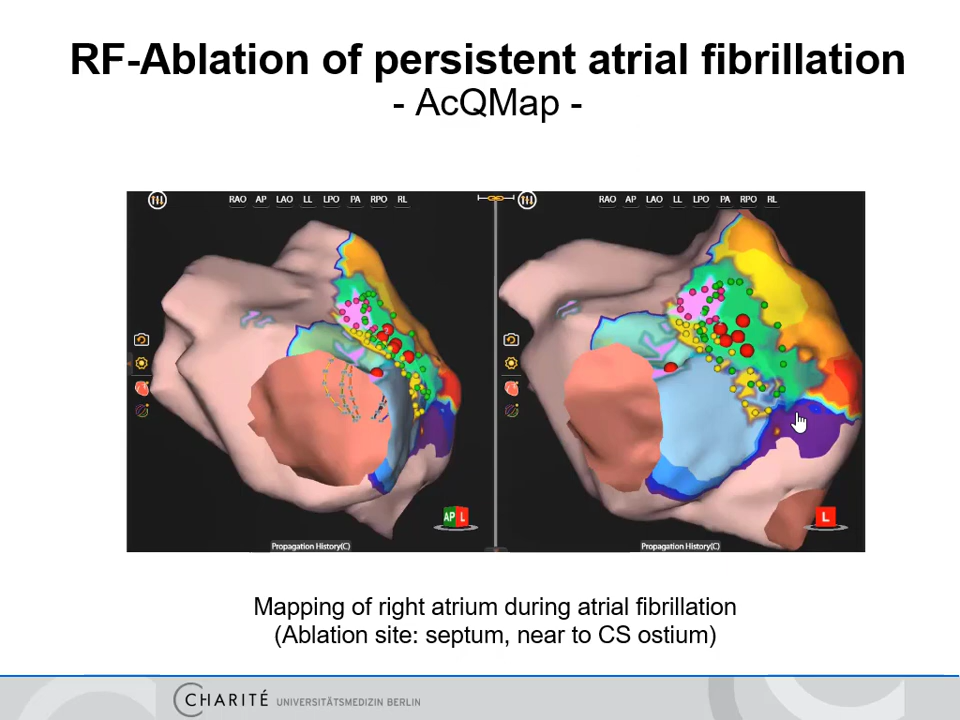 RF-Ablation of persistent atrial fibrillation
- AcQMap -
RAO AP LAO LL LPO PA RPO RL
RAO AP LAO LL LPO PA RPO RL
AP L
L
Propagation History(C)
Propagation History(C)
Mapping of right atrium during atrial fibrillation
(Ablation site: septum, near to CS ostium)
CHARITÉ UNIVERSITÄTSMEDIZIN BERLIN